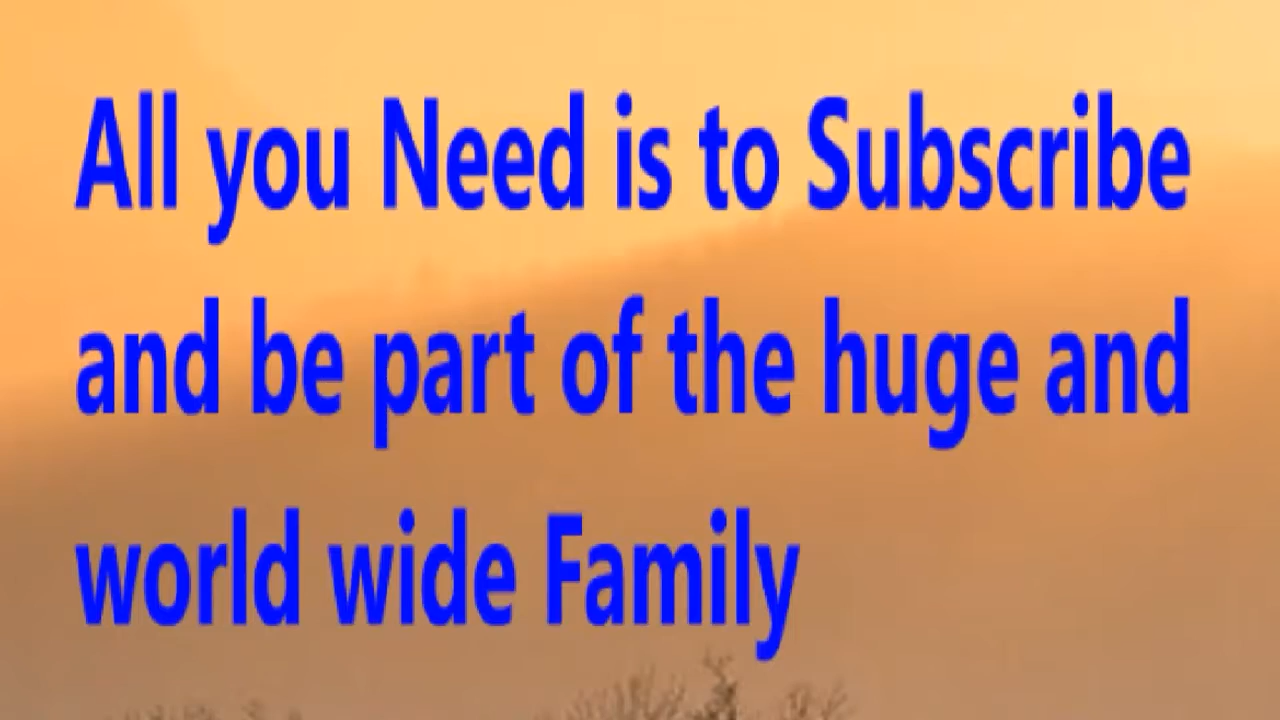 All you Need is to Subscribe
and be part of the huge and
world wide Family